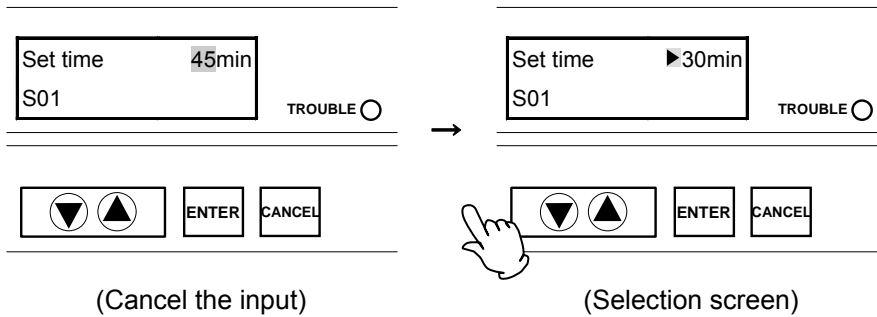 Set time 45min
S01
TROUBLE
ENTER
CANCEL
(Cancel the input)
→
Set time ▶30min
S01
TROUBLE
ENTER
CANCEL
(Selection screen)